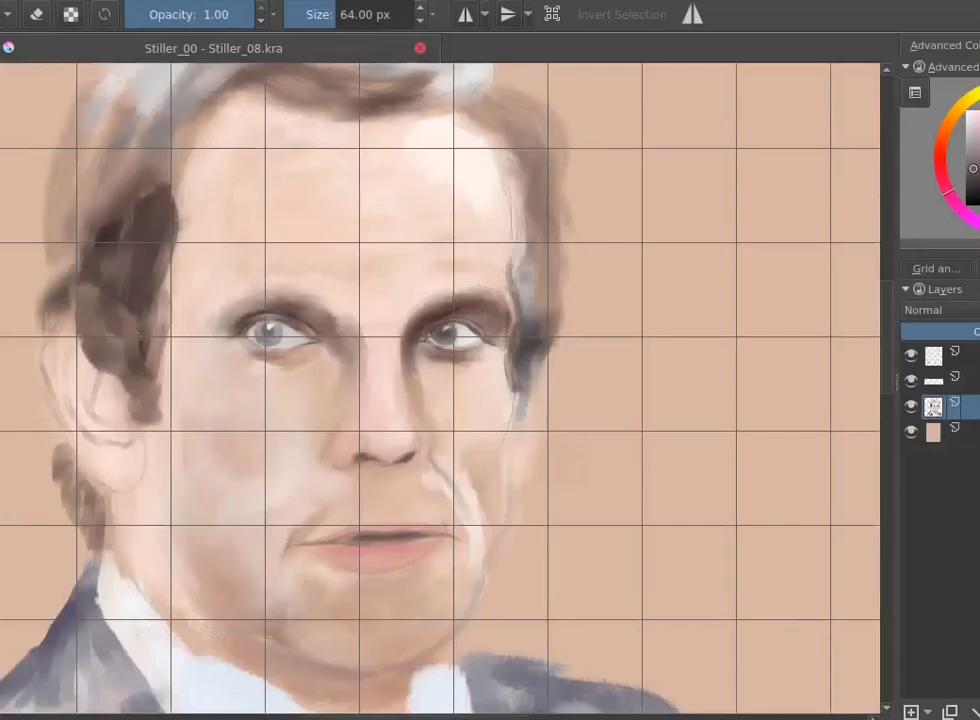 Opacity: 1.00
Size: 64.00 px
Invert Selection
Stiller_00 - Stiller_08.kra
Advanced Co
Advanced
Grid an...
Layers
Normal